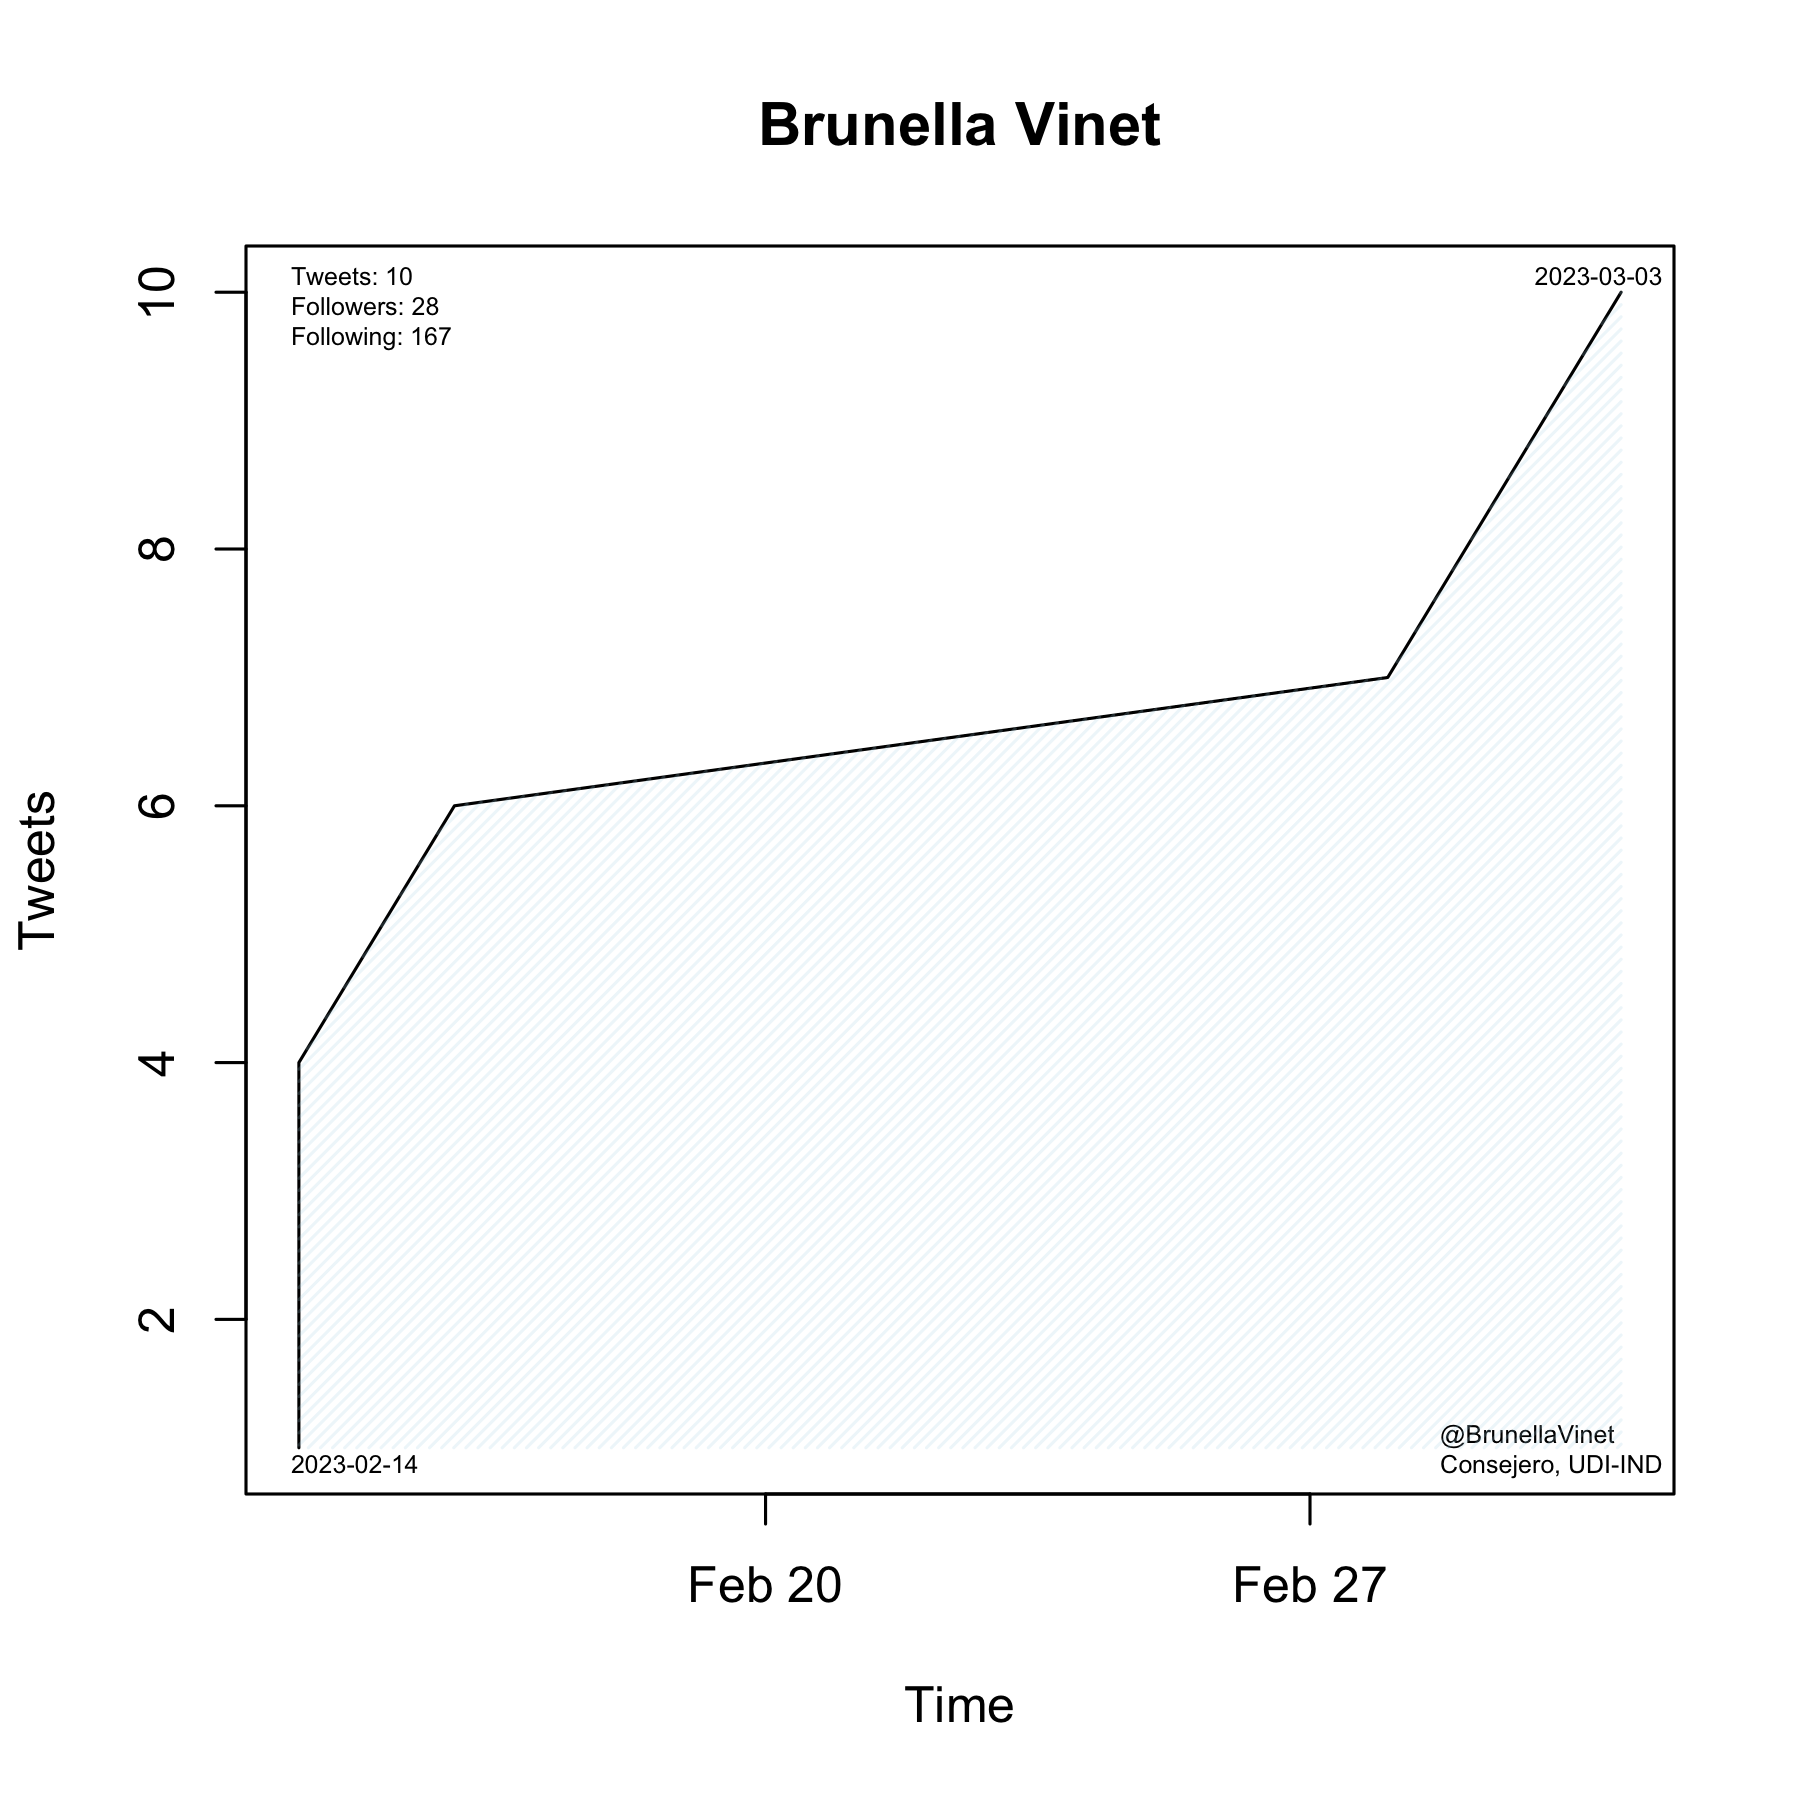 Brunella Vinet
Tweets: 10
Followers: 28
Following: 167
2023-03-03
10
8
6
4
2
Tweets
@BrunellaVinet
Consejero, UDI-IND
2023-02-14
Feb 20
Feb 27
Time